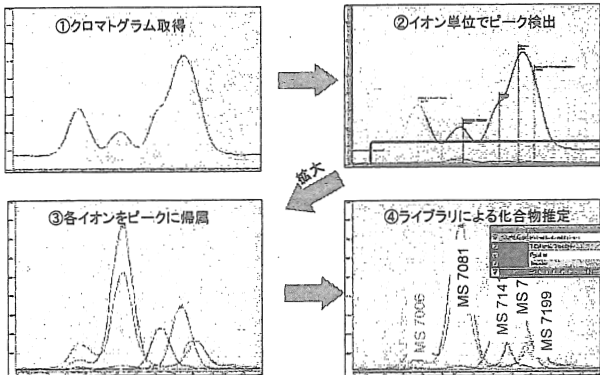 ①クロマトグラム取得
②イオン単位でピーク検出
拡大
③各イオンをピークに帰属
④ライブラリによる化合物推定
MS 7006
MS 7081
MS 714
MS 7
MS 7199